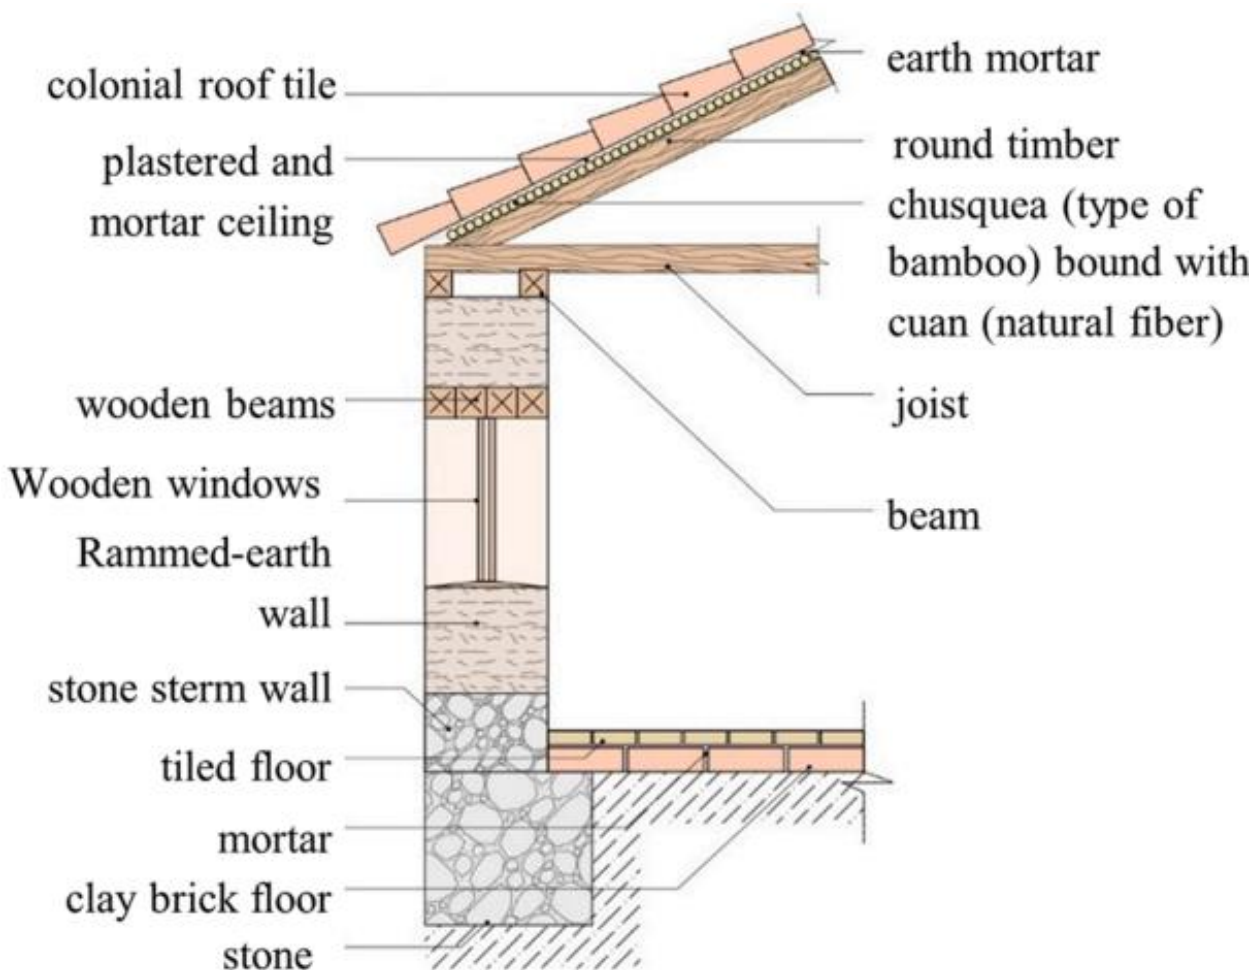 colonial roof tile
plastered and
mortar ceiling
wooden beams
Wooden windows
Rammed-earth
wall
stone sterm wall
tiled floor
mortar
clay brick floor
stone
earth mortar
round timber
chusquea (type of
bamboo) bound with
cuan (natural fiber)
joist
beam